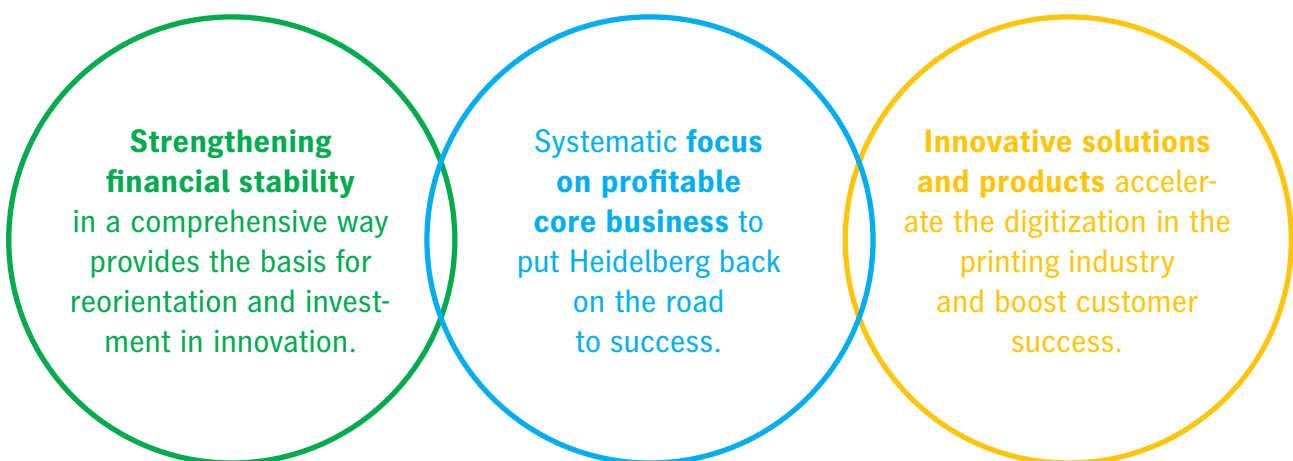 Strengthening
financial stability
in a comprehensive way
provides the basis for
reorientation and invest-
ment in innovation.
Systematic focus
on profitable
core business to
put Heidelberg back
on the road
to success.
Innovative solutions
and products acceler-
ate the digitization in the
printing industry
and boost customer
success.